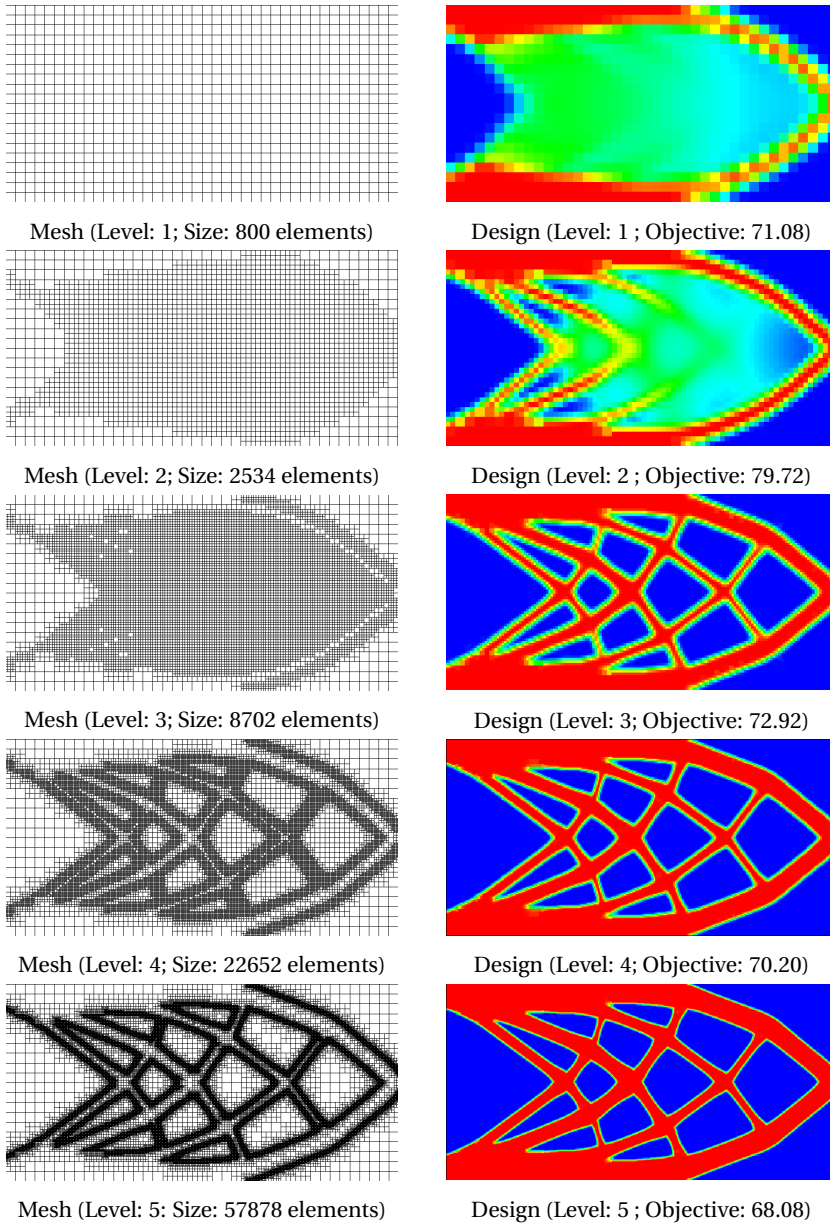 Mesh (Level: 1; Size: 800 elements)
Design (Level: 1 ; Objective: 71.08)
Mesh (Level: 2; Size: 2534 elements)
Design (Level: 2 ; Objective: 79.72)
Mesh (Level: 3; Size: 8702 elements)
Design (Level: 3; Objective: 72.92)
Mesh (Level: 4; Size: 22652 elements)
Design (Level: 4; Objective: 70.20)
Mesh (Level: 5: Size: 57878 elements)
Design (Level: 5 ; Objective: 68.08)